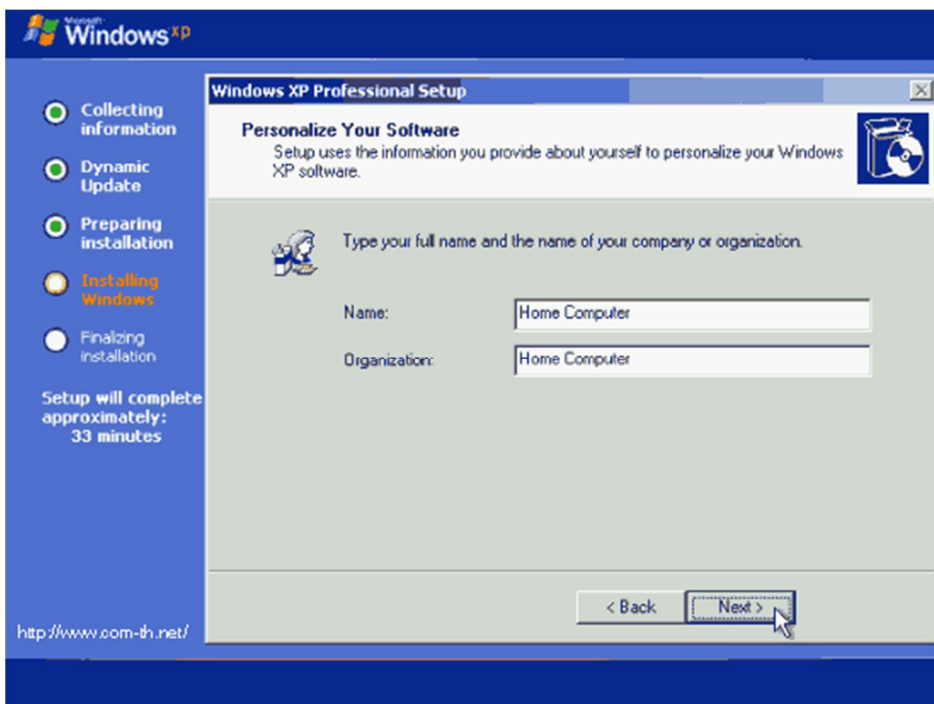 Microsoft
Windows xp
Collecting
information
Dynamic
Update
Preparing
installation
Installing
Windows
Finalizing
installation
Setup will complete
approximately:
33 minutes
http://www.com-th.net/
Windows XP Professional Setup
Personalize Your Software
Setup uses the information you provide about yourself to personalize your Windows
XP software.
Type your full name and the name of your company or organization.
Name: Home Computer
Organization: Home Computer
< Back Next >